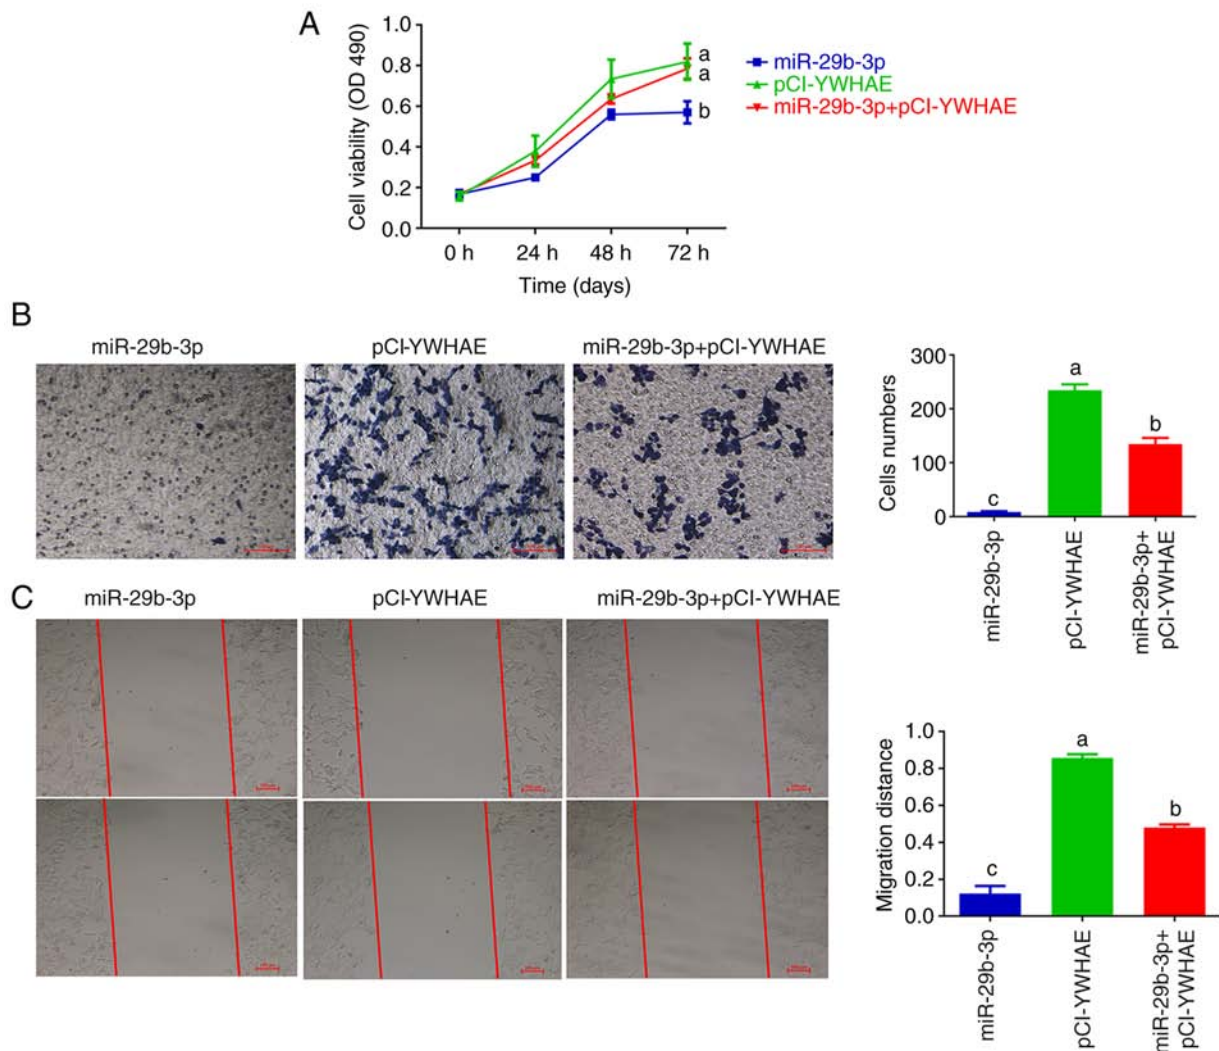 A
Cell viability (OD 490)
1.0
0.8
0.6
0.4
0.2
0.0
0 h 24 h 48 h 72 h
Time (days)
a
a
b
miR-29b-3p
pCI-YWHAE
miR-29b-3p+pCI-YWHAE
B
miR-29b-3p pCI-YWHAE miR-29b-3p+pCI-YWHAE
Cells numbers
300
200
100
0
c a b
miR-29b-3p
pCI-YWHAE
miR-29b-3p+
pCI-YWHAE
C
miR-29b-3p pCI-YWHAE miR-29b-3p+pCI-YWHAE
Migration distance
1.0
0.8
0.6
0.4
0.2
0.0
c a b
miR-29b-3p
pCI-YWHAE
miR-29b-3p+
pCI-YWHAE